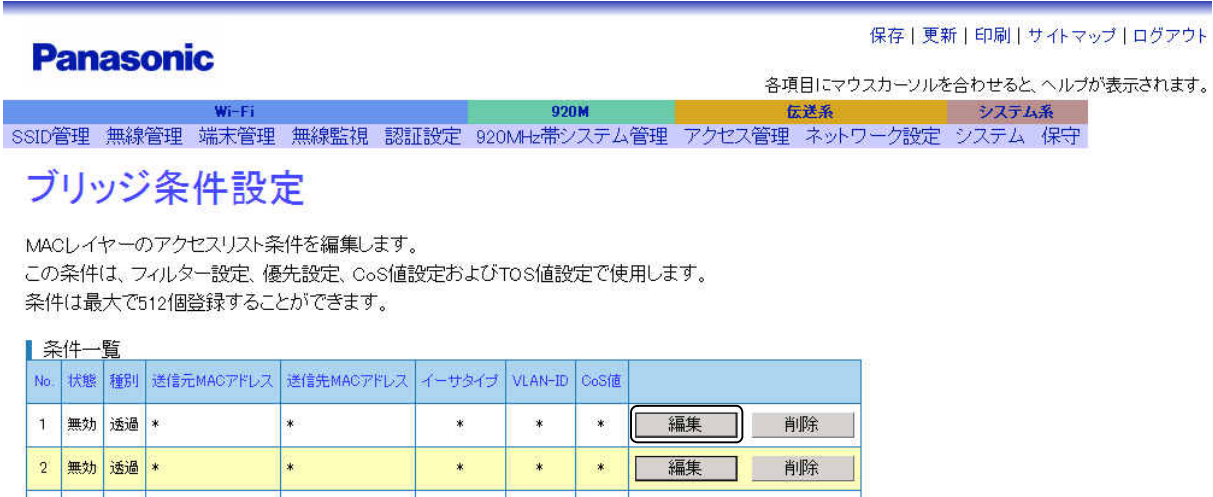 保存 | 更新 | 印刷 | サイトマップ | ログアウト
Panasonic
各項目にマウスカーソルを合わせると、ヘルプが表示されます。
Wi-Fi 920M 伝送系 システム系
SSID管理 無線管理 端末管理 無線監視 認証設定 920MHz帯システム管理 アクセス管理 ネットワーク設定 システム 保守
ブリッジ条件設定
MACレイヤーのアクセスリスト条件を編集します。
この条件は、フィルター設定、優先設定、CoS値設定およびTOS値設定で使用します。
条件は最大で512個登録することができます。
条件一覧
No. 状態 種別 送信元MACアドレス 送信先MACアドレス イーサタイプ VLAN-ID CoS値
1 無効 透過 * * * * * 編集 削除
2 無効 透過 * * * * * 編集 削除